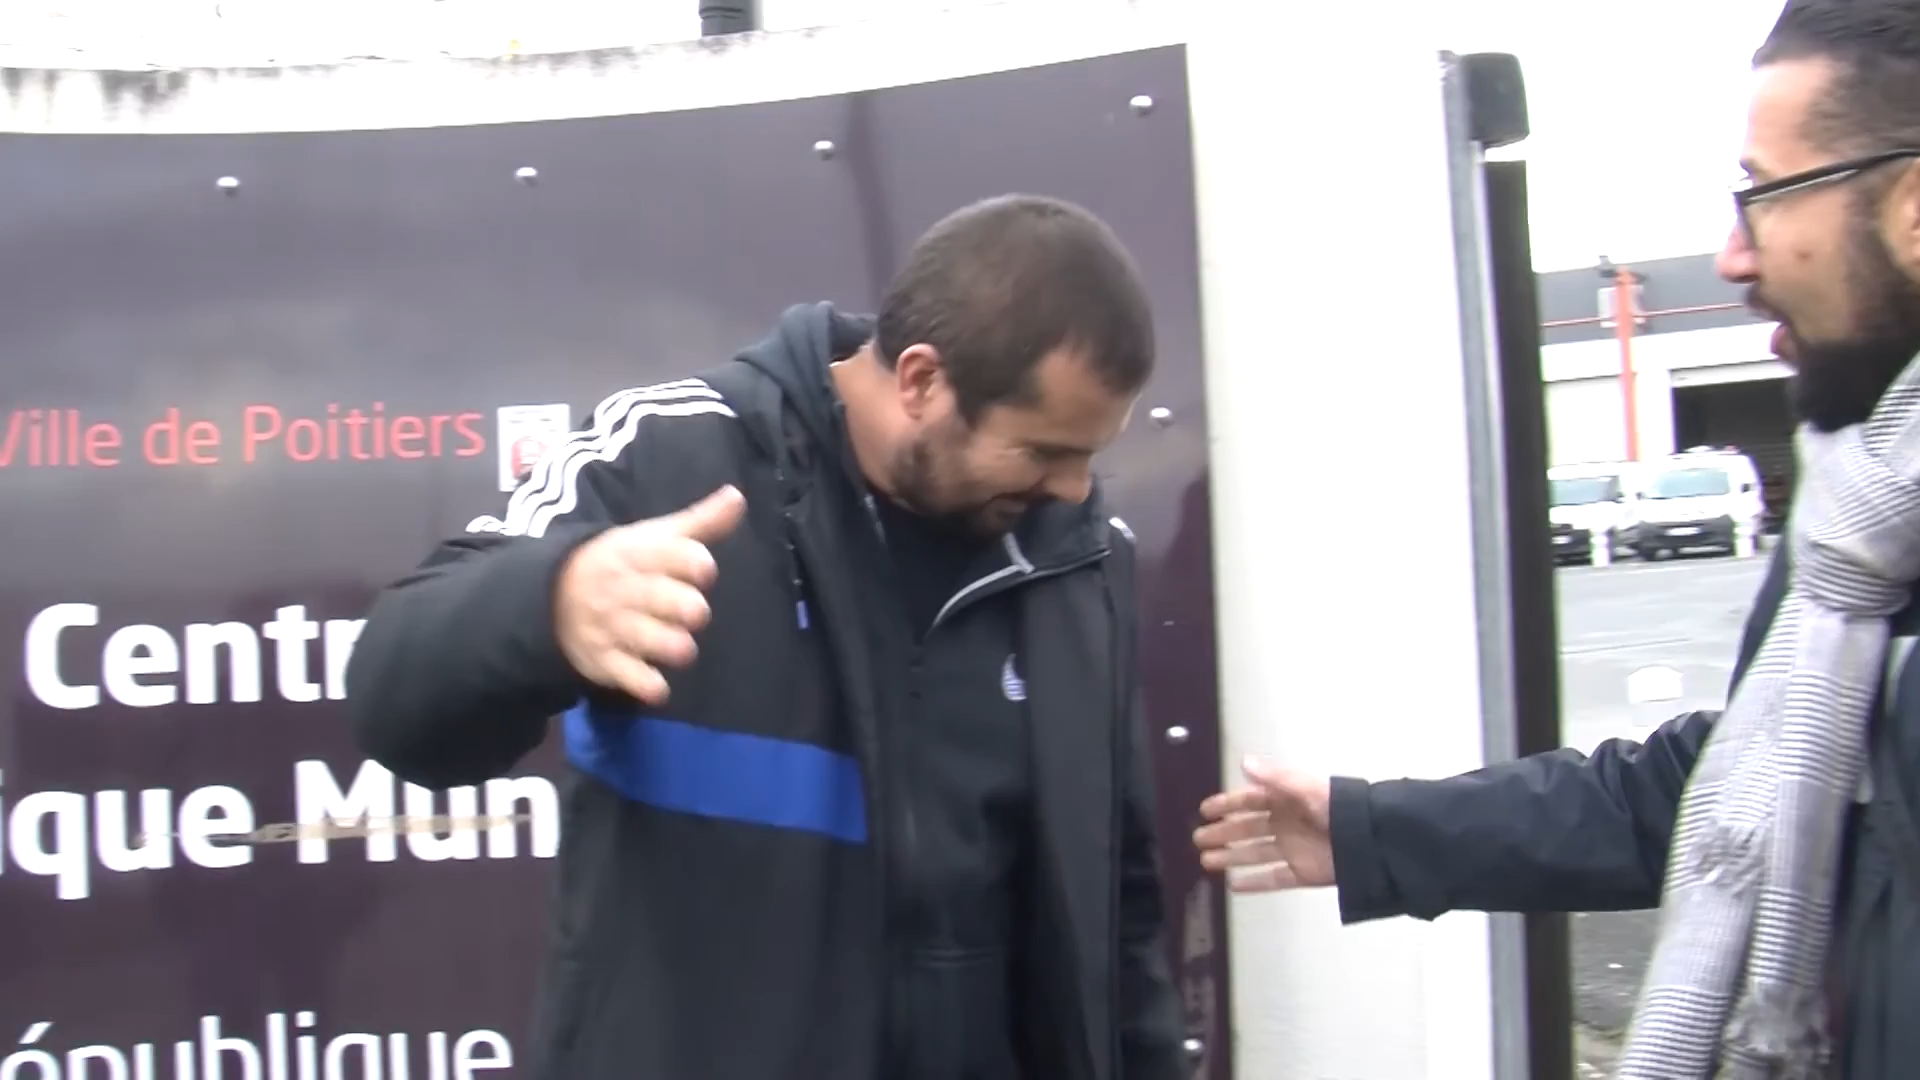 Ville de Poitiers
Centr
ique Mun
épublique